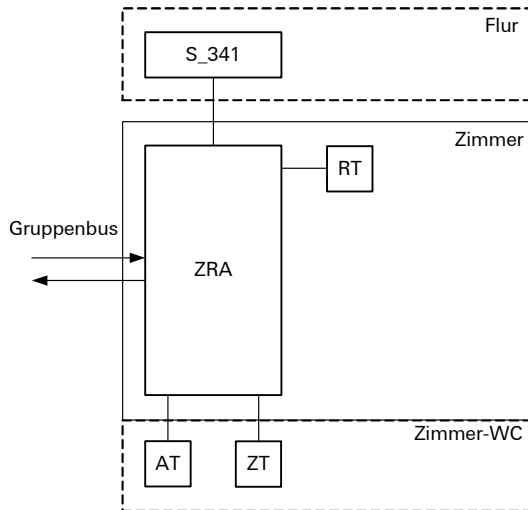 Flur
S_341
Zimmer
RT
Gruppenbus
ZRA
Zimmer-WC
AT
ZT